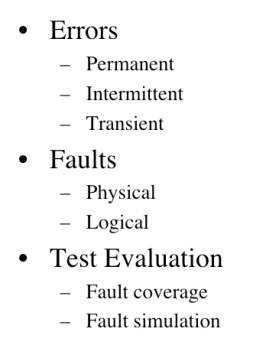 • Errors
– Permanent
– Intermittent
– Transient
• Faults
– Physical
– Logical
• Test Evaluation
– Fault coverage
– Fault simulation